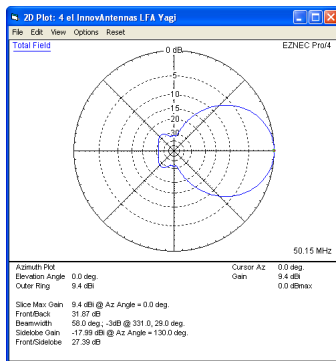 2D Plot: 4 el InnovAntennas LFA Yagi
File Edit View Options Reset
Total Field
EZNEC Pro/4
0 dB
-5
-10
-15
-20
-30
50.15 MHz
Azimuth Plot
Elevation Angle 0.0 deg.
Outer Ring 9.4 dBi
Cursor Az 0.0 deg.
Gain 9.4 dBi
0.0 dBmax
Slice Max Gain 9.4 dBi @ Az Angle = 0.0 deg.
Front/Back 31.87 dB
Beamwidth 58.0 deg.; -3dB @ 331.0, 29.0 deg.
Sidelobe Gain -17.99 dBi @ Az Angle = 130.0 deg.
Front/Sidelobe 27.39 dB